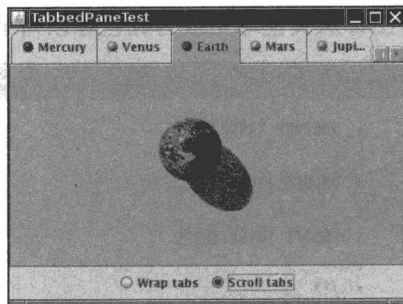 TabbedPaneTest
Mercury Venus Earth Mars Jupi...
Wrap tabs Scroll tabs